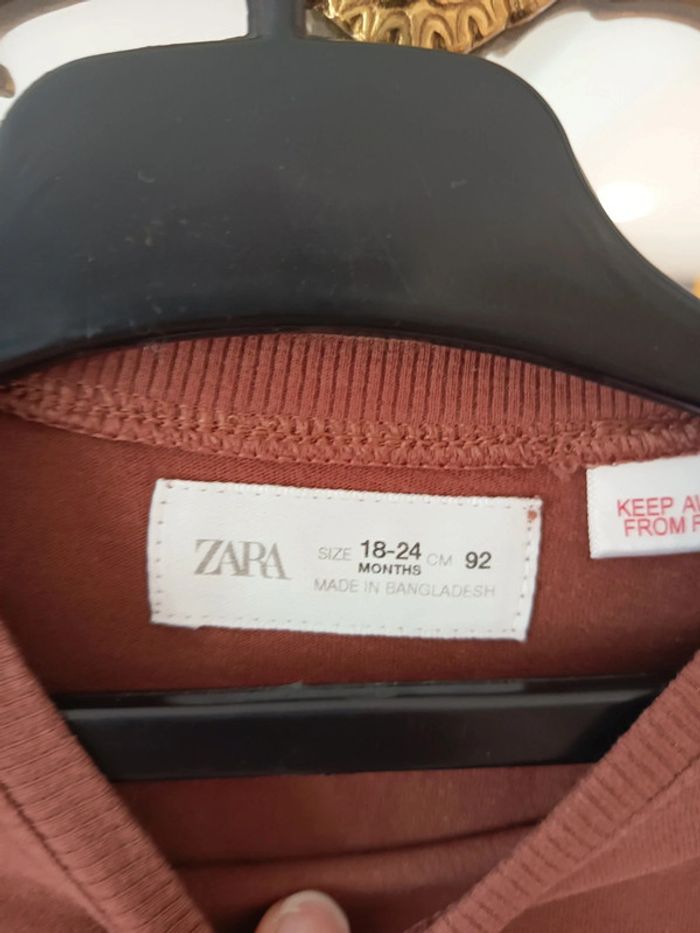 ZARA
SIZE 18-24 MONTHS CM 92
MADE IN BANGLADESH
KEEP
FROM